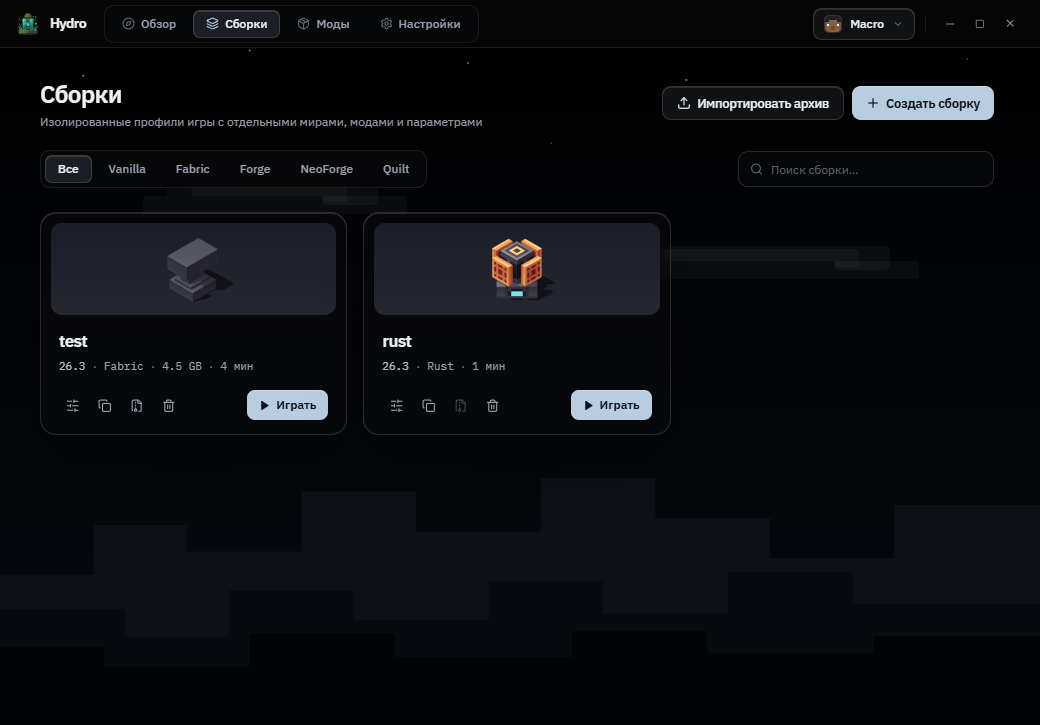 Hydro
Обзор
Сборки
Моды
Настройки
Macro
Сборки
Изолированные профили игры с отдельными мирами, модами и параметрами
Импортировать архив
Создать сборку
Все
Vanilla
Fabric
Forge
NeoForge
Quilt
Поиск сборки...
test
26.3 · Fabric · 4.5 GB · 4 мин
Играть
rust
26.3 · Rust · 1 мин
Играть